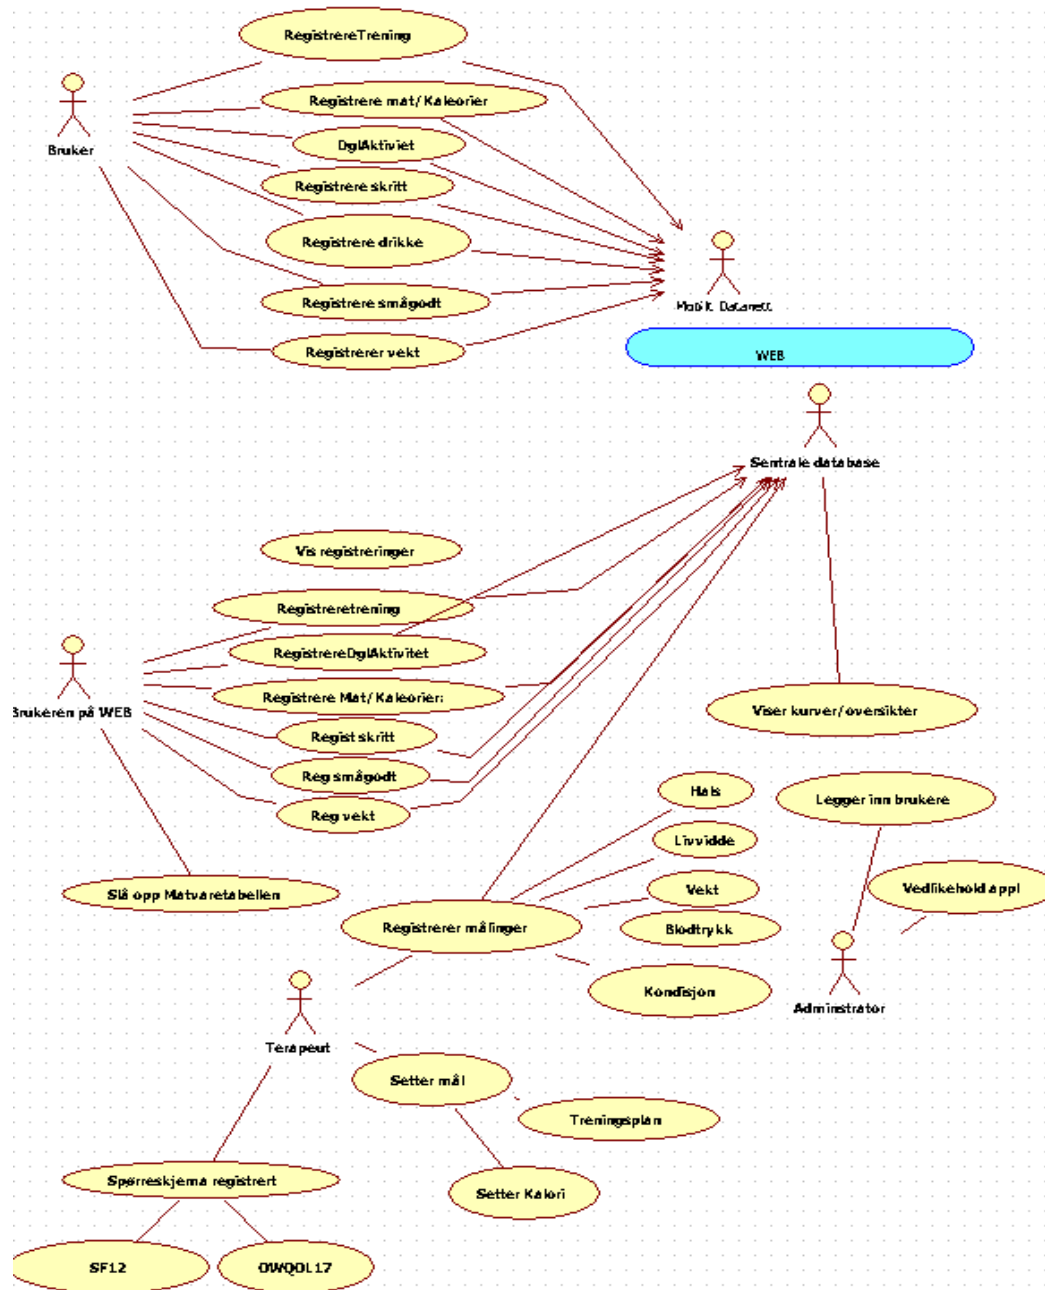 RegistrereTrening
Registrere mat/Kaleorier
Bruker
DglAktiviet
Registrere skritt
Registrere drikke
Registrere smågodt
Mobilt Datanett
Registrerer vekt
WEB
Sentrale database
Vis registreringer
Registreretrening
RegistrereDglAktivitet
Registrere Mat/Kaleorier:
Brukeren på WEB
Viser kurver/oversikter
Regist skritt
Reg smågodt
Reg vekt
Hals
Legger inn brukere
Livvidde
Slå opp Matvaretabellen
Vekt
Vedlikehold appl
Registrerer målinger
Blodtrykk
Kondisjon
Adminstrator
Terapeut
Setter mål
Treningsplan
Spørreskjema registrert
Setter Kalori
SF12
OWQOL17